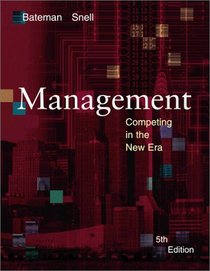 Bateman Snell
Management
Competing
in the
New Era
5th
Edition